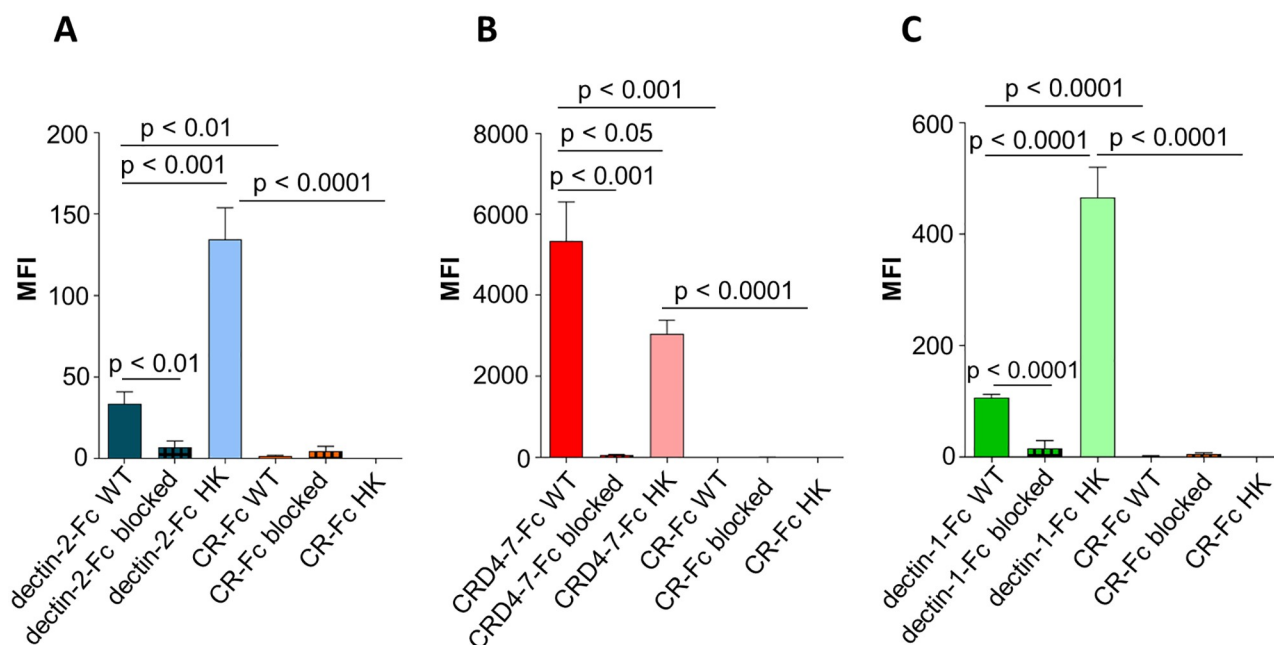 A
MFI
200
150
100
50
0
p < 0.01
p < 0.001
p < 0.0001
p < 0.01
dectin-2-Fc WT
dectin-2-Fc blocked
dectin-2-Fc HK
CR-Fc WT
CR-Fc blocked
CR-Fc HK
B
MFI
8000
6000
4000
2000
0
p < 0.001
p < 0.05
p < 0.001
p < 0.0001
CRD4-7-Fc WT
CRD4-7-Fc blocked
CRD4-7-Fc HK
CR-Fc WT
CR-Fc blocked
CR-Fc HK
C
MFI
600
400
200
0
p < 0.0001
p < 0.0001
p < 0.0001
p < 0.0001
dectin-1-Fc WT
dectin-1-Fc blocked
dectin-1-Fc HK
CR-Fc WT
CR-Fc blocked
CR-Fc HK